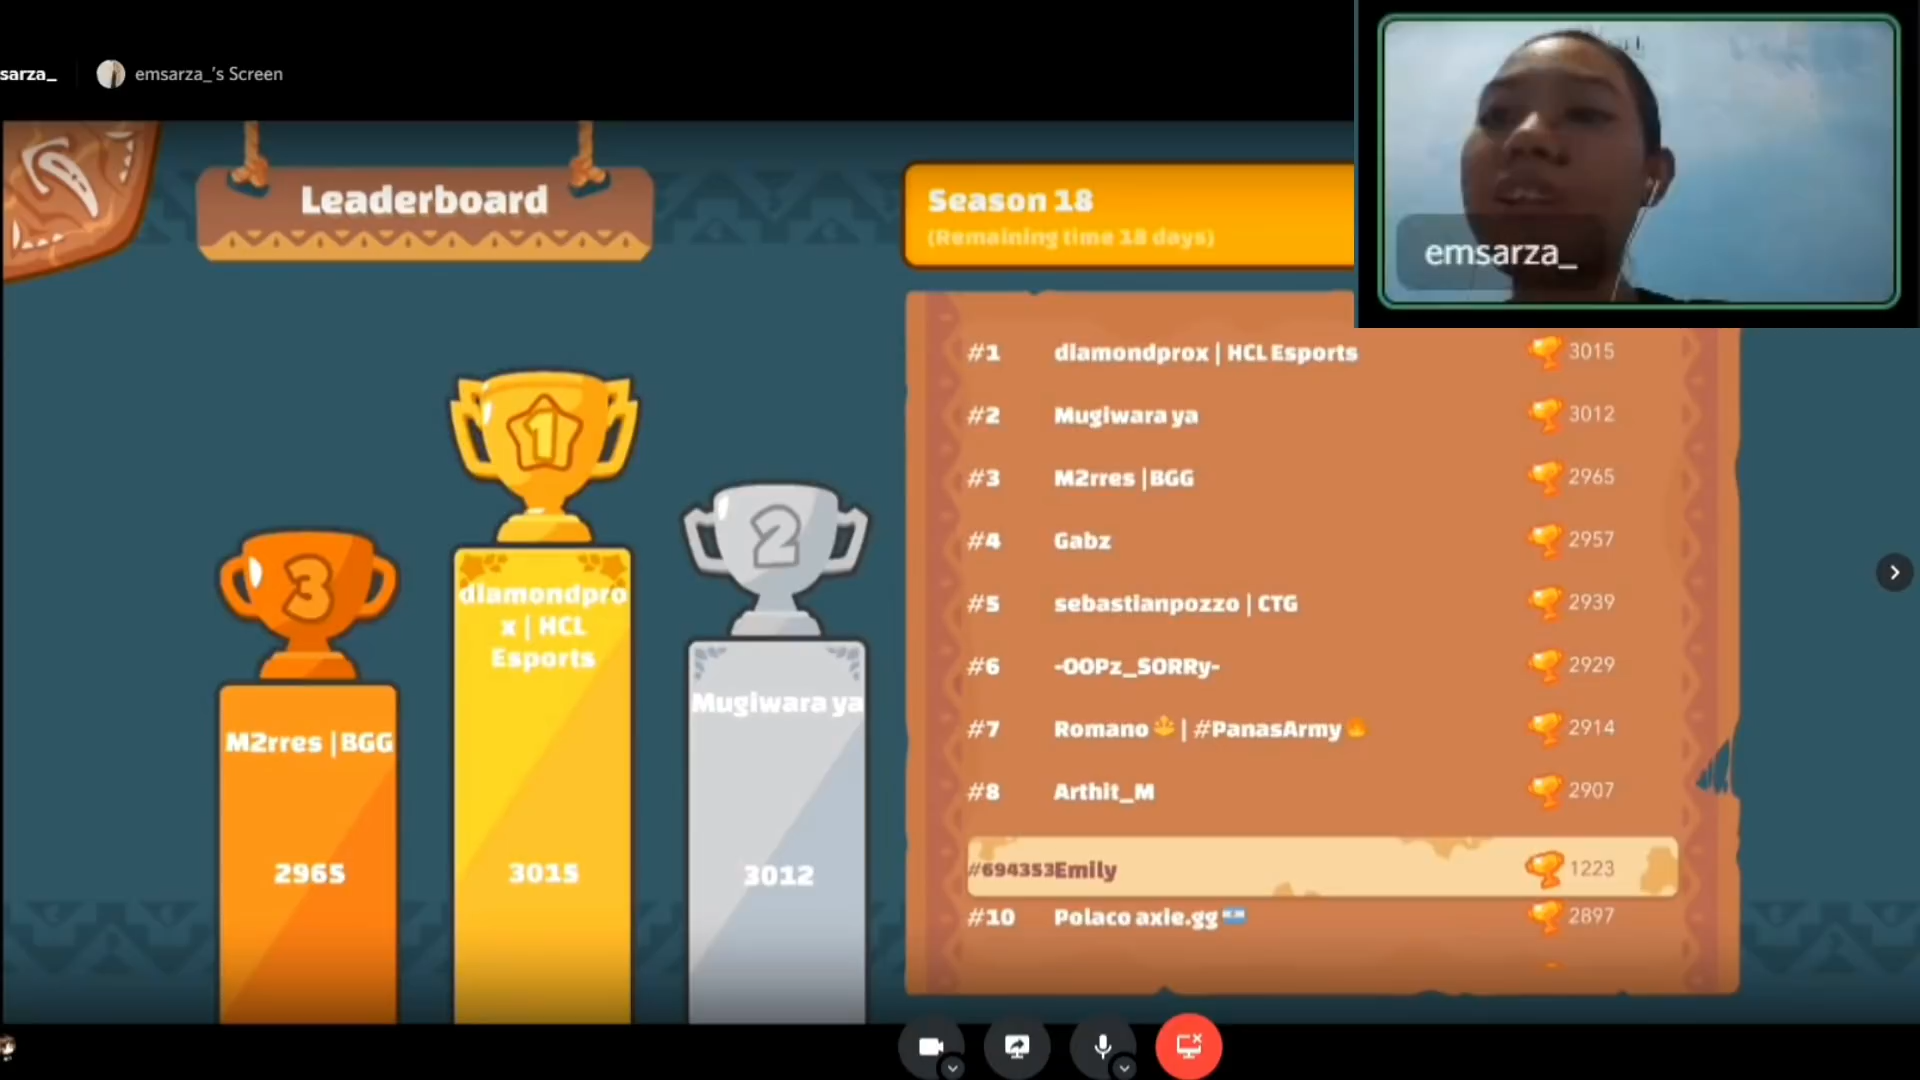 sarza_
emsarza_'s Screen
emsarza_
Leaderboard
Season 18
(Remaining time 18 days)
#1 diamondprox | HCL Esports 3015
#2 Mugiwara ya 3012
#3 M2rres |BGG 2965
#4 Gabz 2957
#5 sebastianpozzo | CTG 2939
#6 -OOPz_SORRy- 2929
#7 Romano | #PanasArmy 2914
#8 Arthit_M 2907
#694353 Emily 1223
#10 Polaco axie.gg 2897
3
M2rres |BGG
2965
1
diamondpro
x | HCL
Esports
3015
2
Mugiwara ya
3012